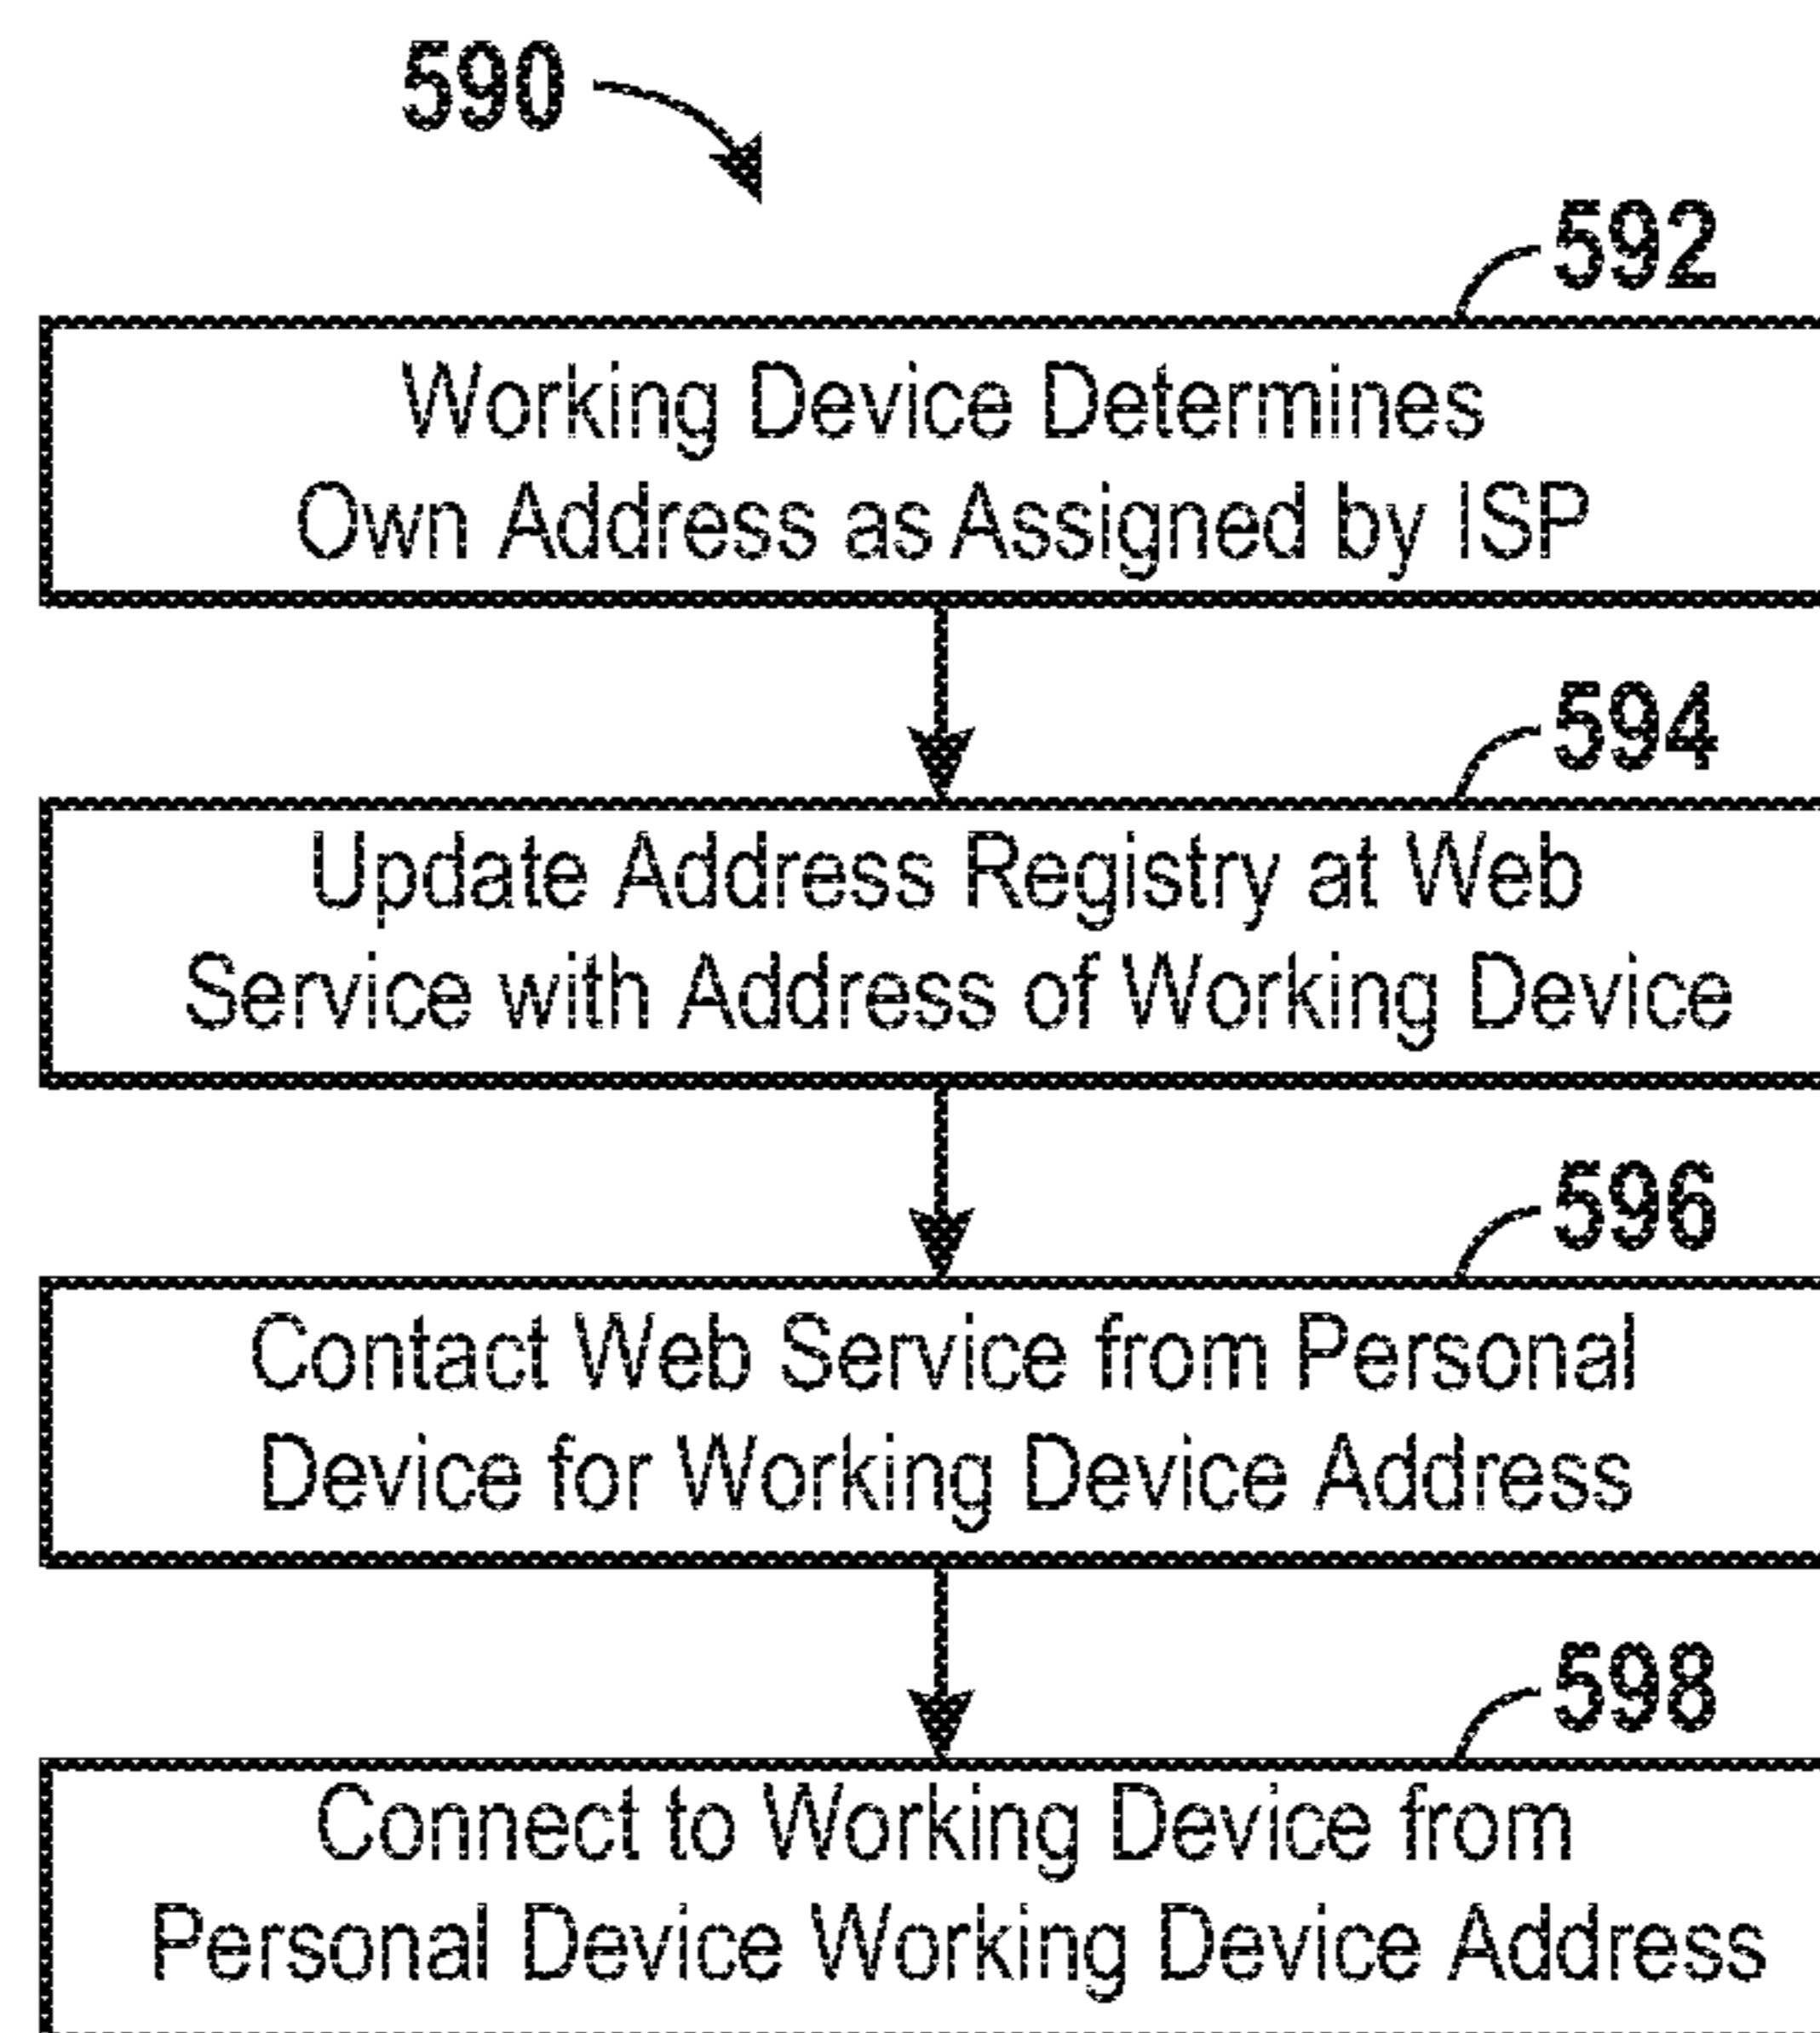 590
592
Working Device Determines
Own Address as Assigned by ISP
594
Update Address Registry at Web
Service with Address of Working Device
596
Contact Web Service from Personal
Device for Working Device Address
598
Connect to Working Device from
Personal Device Working Device Address